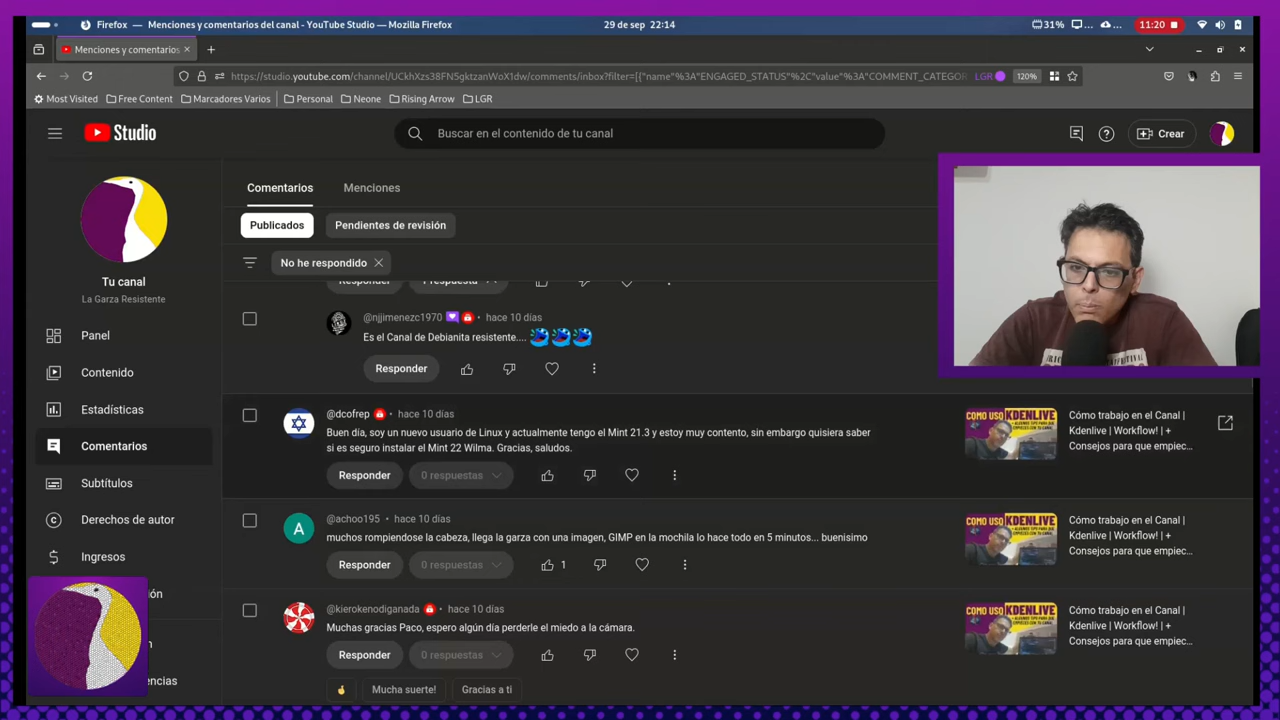 Firefox — Menciones y comentarios del canal - YouTube Studio — Mozilla Firefox
29 de sep 22:14
31%
11:20
Menciones y comentarios
https://studio.youtube.com/channel/UCkhXzs38FN5gktzanWoX1dw/comments/inbox?filter=[{"name"%3A"ENGAGED_STATUS"%2C"value"%3A"COMMENT_CATEGOR
LGR
120%
Most Visited
Free Content
Marcadores Varios
Personal
Neone
Rising Arrow
LGR
Studio
Buscar en el contenido de tu canal
Crear
Tu canal
La Garza Resistente
Panel
Contenido
Estadísticas
Comentarios
Subtítulos
Derechos de autor
Ingresos
Comentarios
Menciones
Publicados
Pendientes de revisión
No he respondido
Responder
1 respuesta
@njjimenezc1970 • hace 10 días
Es el Canal de Debianita resistente....
Responder
@dcofrep • hace 10 días
Bien día, soy un nuevo usuario de Linux y actualmente tengo el Mint 21.3 y estoy muy contento, sin embargo quisiera saber
si es seguro instalar el Mint 22 Wilma. Gracias, saludos.
Responder
0 respuestas
COMO USO KDENLIVE
Cómo trabajo en el Canal |
Kdenlive | Workflow! | +
Consejos para que empiec...
A
@achoo195 • hace 10 días
muchos rompiendose la cabeza, llega la garza con una imagen, GIMP en la mochila lo hace todo en 5 minutos... buenisimo
Responder
0 respuestas
1
COMO USO KDENLIVE
Cómo trabajo en el Canal |
Kdenlive | Workflow! | +
Consejos para que empiec...
@kierokenodiganada • hace 10 días
Muchas gracias Paco, espero algún día perderle el miedo a la cámara.
Responder
0 respuestas
Mucha suerte!
Gracias a ti
COMO USO KDENLIVE
Cómo trabajo en el Canal |
Kdenlive | Workflow! | +
Consejos para que empiec...